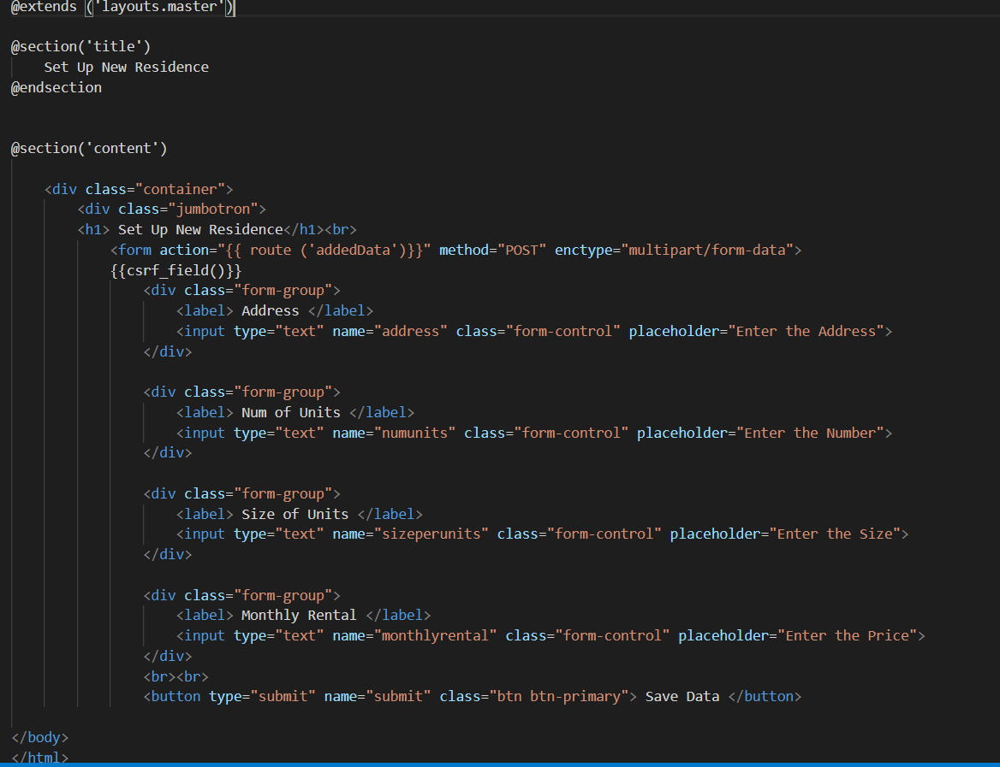 @extends ('layouts.master')
@section('title')
Set Up New Residence
@endsection
@section('content')
<div class="container">
<div class="jumbotron">
<h1> Set Up New Residence</h1><br>
<form action="{{ route ('addedData')}}" method="POST" enctype="multipart/form-data">
{{csrf_field()}}
<div class="form-group">
<label> Address </label>
<input type="text" name="address" class="form-control" placeholder="Enter the Address">
</div>
<div class="form-group">
<label> Num of Units </label>
<input type="text" name="numunits" class="form-control" placeholder="Enter the Number">
</div>
<div class="form-group">
<label> Size of Units </label>
<input type="text" name="sizeperunits" class="form-control" placeholder="Enter the Size">
</div>
<div class="form-group">
<label> Monthly Rental </label>
<input type="text" name="monthlyrental" class="form-control" placeholder="Enter the Price">
</div>
<br><br>
<button type="submit" name="submit" class="btn btn-primary"> Save Data </button>
</body>
</html>